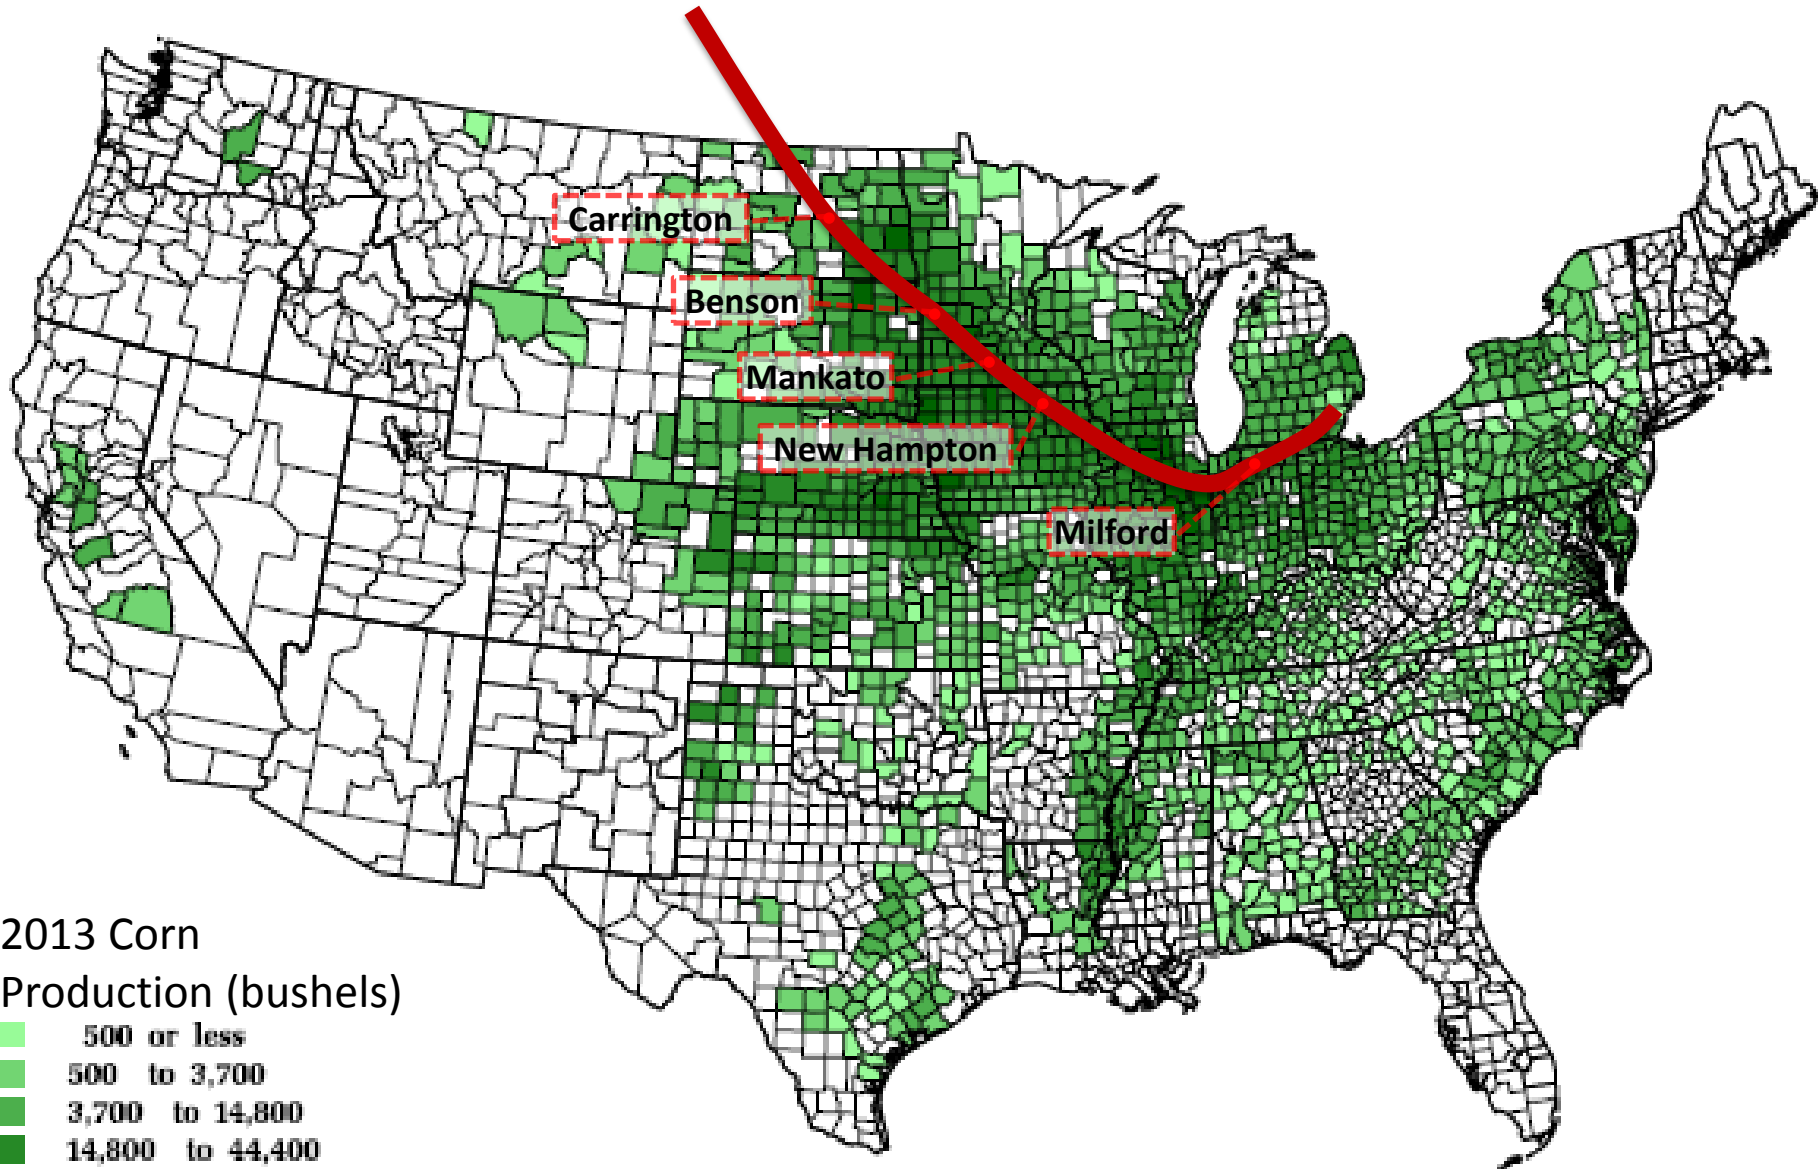 Carrington
Benson
Mankato
New Hampton
Milford
2013 Corn
Production (bushels)
500 or less
500 to 3,700
3,700 to 14,800
14,800 to 44,400